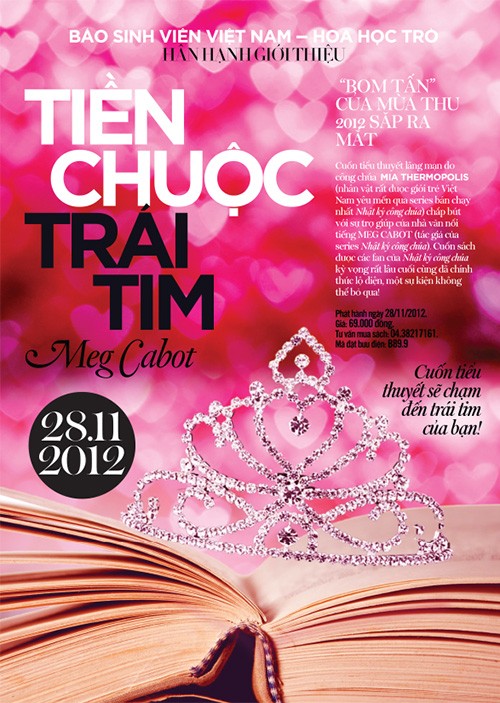 BÁO SINH VIÊN VIỆT NAM – HOA HỌC TRÒ
HÂN HẠNH GIỚI THIỆU
TIỀN
CHUỘC
TRÁI
TIM
Meg Cabot
28.11
2012
“BOM TẤN”
CỦA MÙA THU
2012 SẮP RA
MẮT
Cuốn tiểu thuyết lãng mạn do
công chúa MIA THERMOPOLIS
(nhân vật rất được giới trẻ Việt
Nam yêu mến qua series bán chạy
nhất Nhật ký công chúa) chấp bút
với sự trợ giúp của nhà văn nổi
tiếng MEG CABOT (tác giả của
series Nhật ký công chúa). Cuốn sách
được các fan của Nhật ký công chúa
kỳ vọng rất lâu cuối cùng đã chính
thức lộ diện, một sự kiện không
thể bỏ qua!
Phát hành ngày 28/11/2012.
Giá: 69.000 đồng.
Tư vấn mua sách: 04.38217161.
Mã đặt bưu điện: B89.9
Cuốn tiểu
thuyết sẽ chạm
đến trái tim
của bạn!